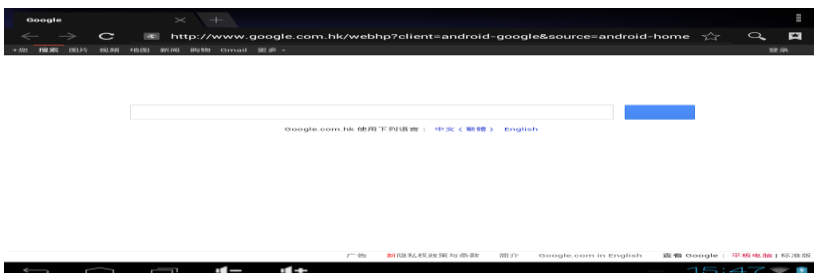 Google
http://www.google.com.hk/webhp?client=android-google&source=android-home
+您 搜索 图片 视频 地图 新闻 购物 Gmail 更多 登录
Google.com.hk 使用下列语言： 中文（繁體） English
广告 新隐私权政策与条款 简介 Google.com in English 查看 Google： 平板电脑 | 标准版
15:47